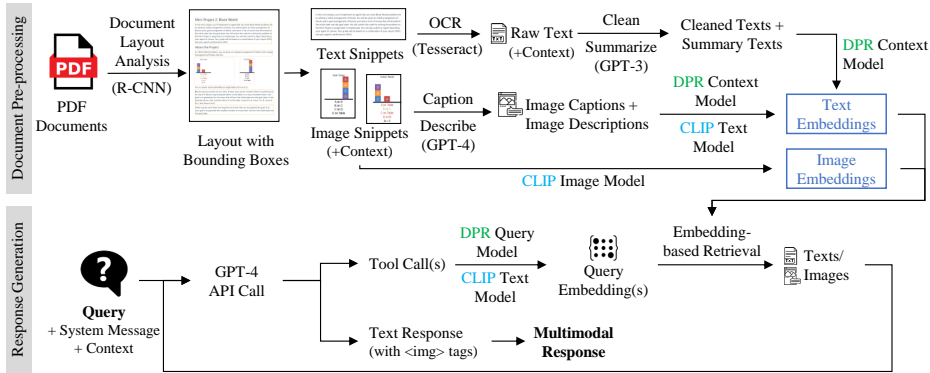 Document Pre-processing
PDF
PDF
Documents
Document
Layout
Analysis
(R-CNN)
Layout with
Bounding Boxes
Text Snippets
Image Snippets
(+Context)
OCR
(Tesseract)
TXT
Raw Text
(+Context)
Clean
Summarize
(GPT-3)
Cleaned Texts +
Summary Texts
DPR Context
Model
Caption
Describe
(GPT-4)
Image Captions +
Image Descriptions
DPR Context
Model
CLIP Text
Model
Text
Embeddings
CLIP Image Model
Image
Embeddings
Response Generation
?
Query
+ System Message
+ Context
GPT-4
API Call
Tool Call(s)
DPR Query
Model
CLIP Text
Model
Query
Embedding(s)
Embedding-
based Retrieval
TXT
Texts/
Images
Text Response
(with <img> tags)
Multimodal
Response